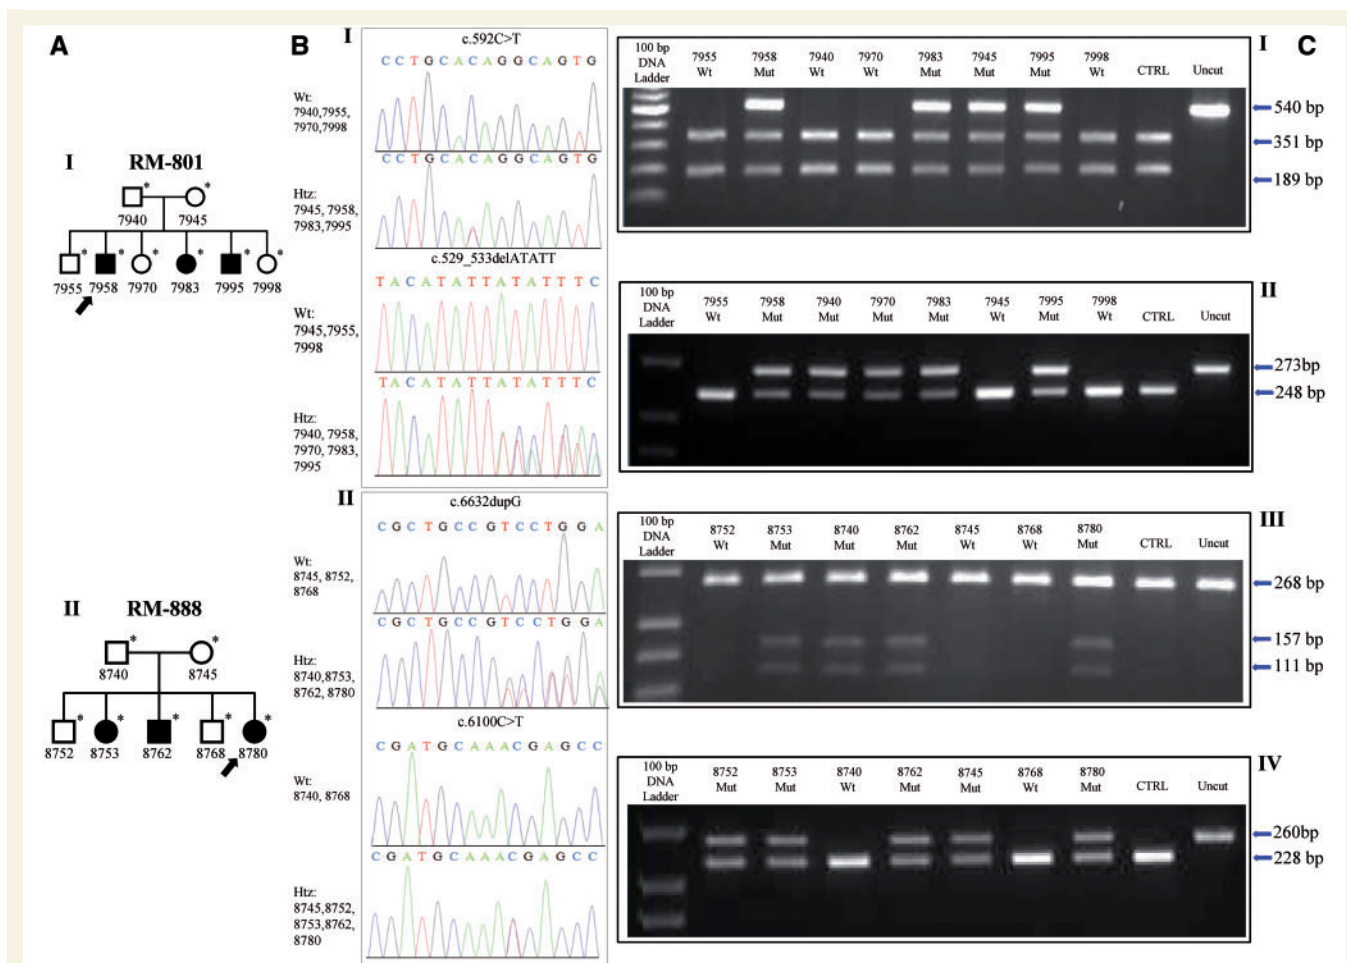 A
I
RM-801
*
*
7940
7945
*
*
*
*
*
*
7955
7958
7970
7983
7995
7998
II
RM-888
*
*
8740
8745
*
*
*
*
*
8752
8753
8762
8768
8780
B
I
c.592C>T
C C T G C A C A G G C A G T G
Wt:
7940,7955,
7970,7998
C C T G C A C A G G C A G T G
Htz:
7945, 7958,
7983,7995
c.529_533delATATT
T A C A T A T T A T A T T T C
Wt:
7945,7955,
7998
T A C A T A T T A T A T T T C
Htz:
7940, 7958,
7970, 7983,
7995
II
c.6632dupG
C G C T G C C G T C C T G G A
Wt:
8745, 8752,
8768
C G C T G C C G T C C T G G A
Htz:
8740,8753,
8762, 8780
c.6100C>T
C G A T G C A A A C G A G C C
Wt:
8740, 8768
C G A T G C A A A C G A G C C
Htz:
8745,8752,
8753,8762,
8780
C
I
100 bp
DNA
Ladder
7955
Wt
7958
Mut
7940
Wt
7970
Wt
7983
Mut
7945
Mut
7995
Mut
7998
Wt
CTRL
Uncut
540 bp
351 bp
189 bp
II
100 bp
DNA
Ladder
7955
Wt
7958
Mut
7940
Mut
7970
Mut
7983
Mut
7945
Wt
7995
Mut
7998
Wt
CTRL
Uncut
273bp
248 bp
III
100 bp
DNA
Ladder
8752
Wt
8753
Mut
8740
Mut
8762
Mut
8745
Wt
8768
Wt
8780
Mut
CTRL
Uncut
268 bp
157 bp
111 bp
IV
100 bp
DNA
Ladder
8752
Mut
8753
Mut
8740
Wt
8762
Mut
8745
Mut
8768
Wt
8780
Mut
CTRL
Uncut
260bp
228 bp